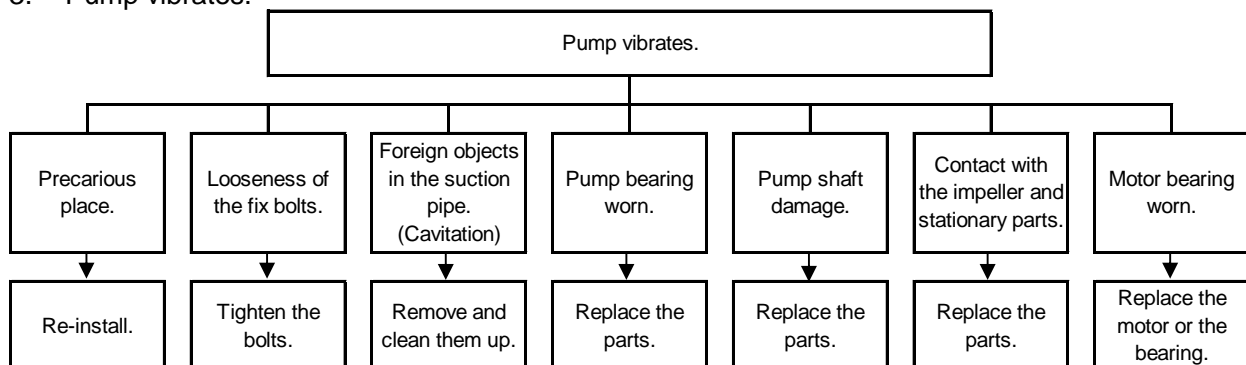 Pump vibrates.
Pump vibrates.
Precarious
place.
Looseness of
the fix bolts.
Foreign objects
in the suction
pipe.
(Cavitation)
Pump bearing
worn.
Pump shaft
damage.
Contact with
the impeller and
stationary parts.
Motor bearing
worn.
Re-install.
Tighten the
bolts.
Remove and
clean them up.
Replace the
parts.
Replace the
parts.
Replace the
parts.
Replace the
motor or the
bearing.